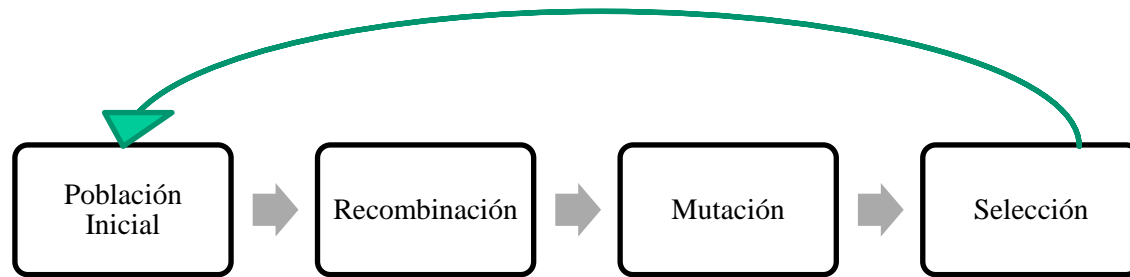 Población
Inicial
Recombinación
Mutación
Selección